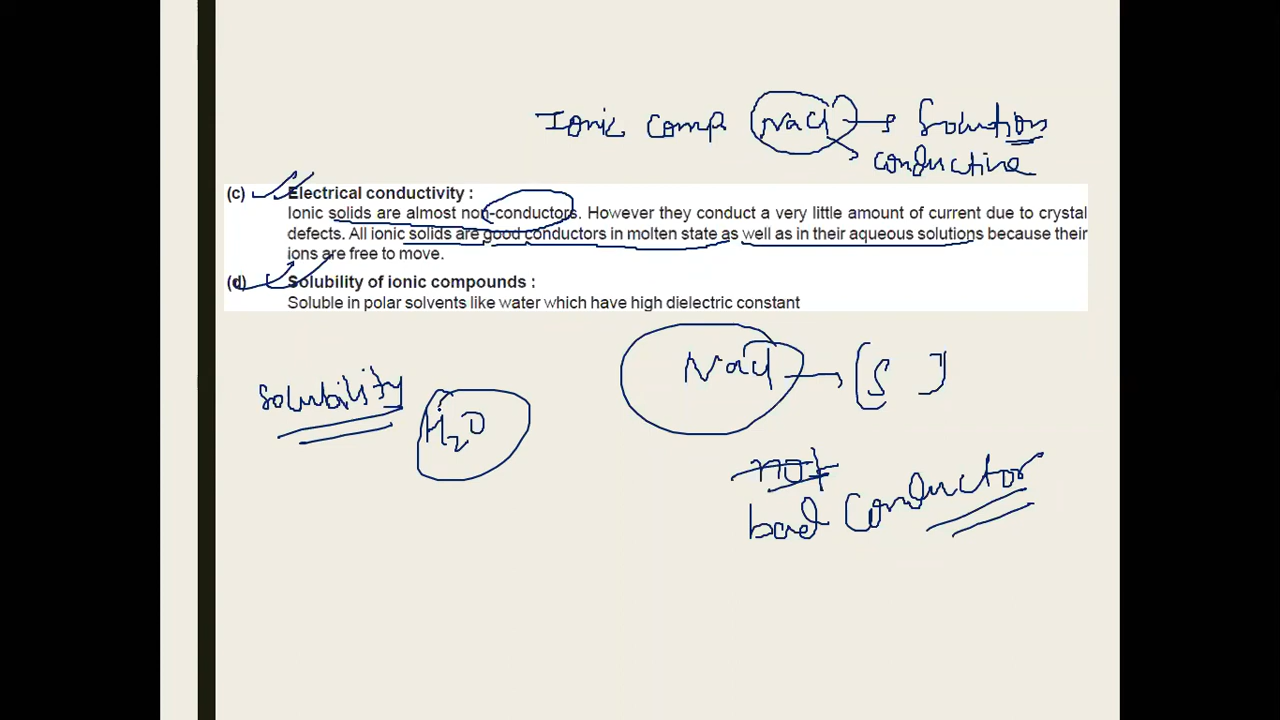 Ionic comp NaCl → Solution
conductive
(c) Electrical conductivity :
Ionic solids are almost non-conductors. However they conduct a very little amount of current due to crystal
defects. All ionic solids are good conductors in molten state as well as in their aqueous solutions because their
ions are free to move.
(d) Solubility of ionic compounds :
Soluble in polar solvents like water which have high dielectric constant
NaCl → [S ]
Solubility
H2O
not
bad Conductor